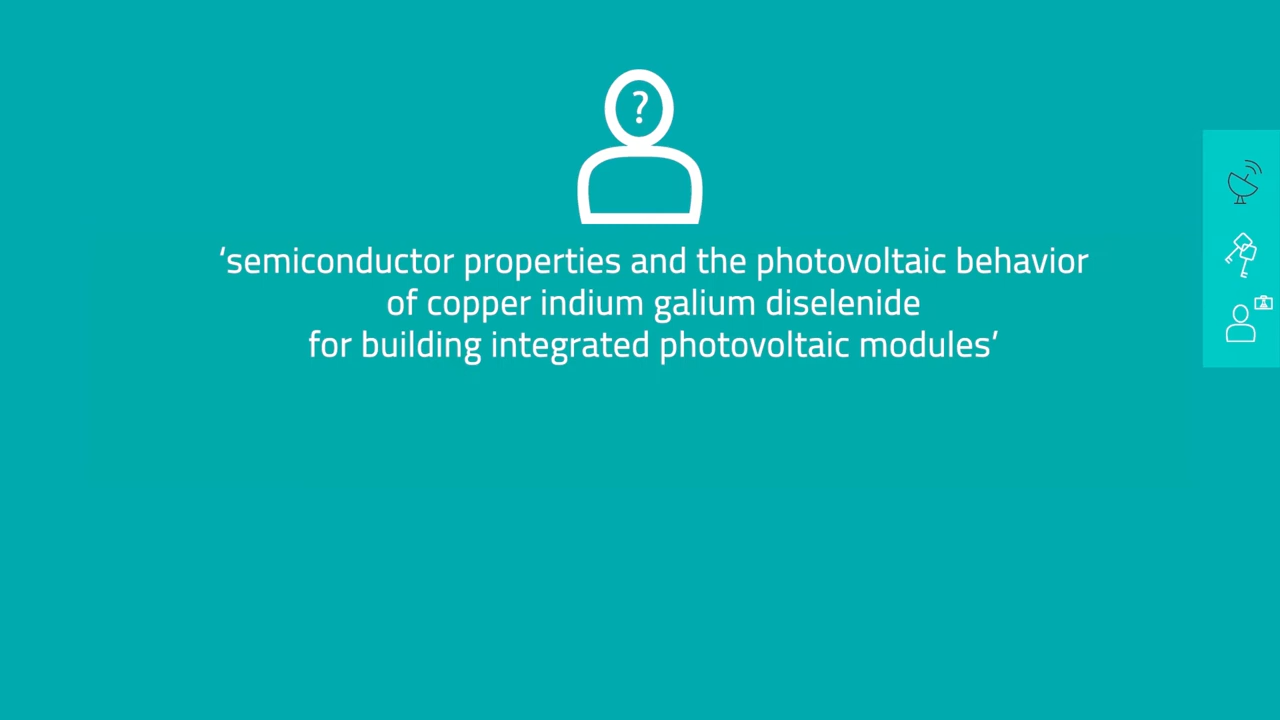 ?
‘semiconductor properties and the photovoltaic behavior
of copper indium galium diselenide
for building integrated photovoltaic modules’